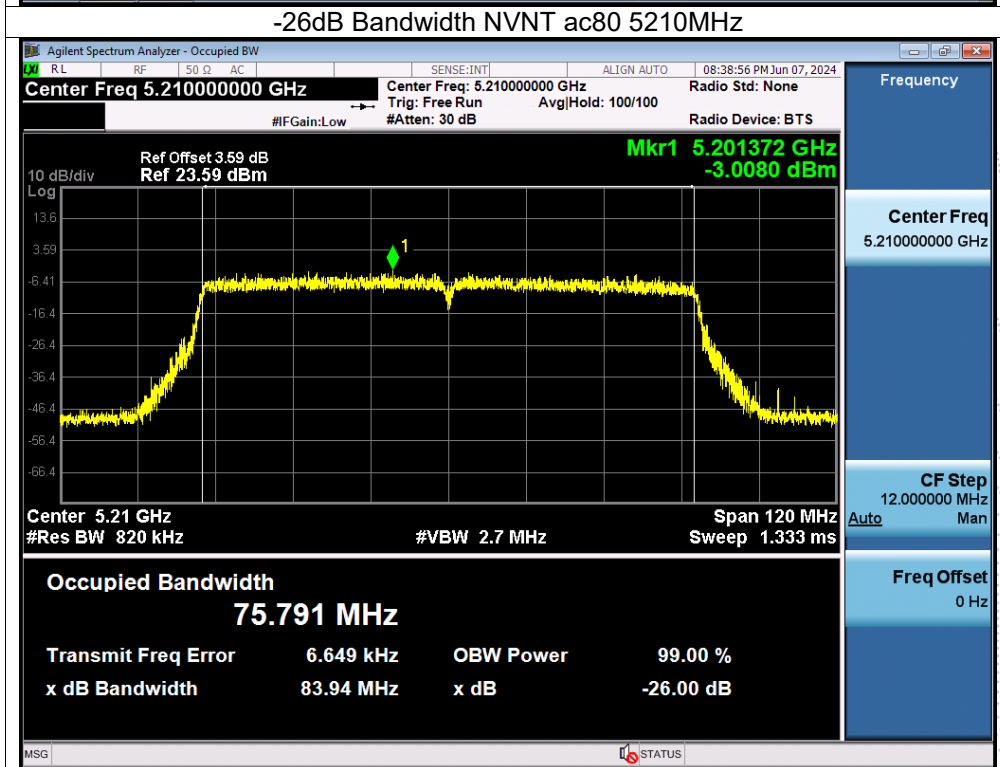 -26dB Bandwidth NVNT ac80 5210MHz
Agilent Spectrum Analyzer - Occupied BW
LXI RL RF 50 Ω AC SENSE:INT ALIGN AUTO 08:38:56 PM Jun 07, 2024
Center Freq 5.210000000 GHz
Center Freq: 5.210000000 GHz Radio Std: None
Trig: Free Run Avg|Hold: 100/100
#IFGain:Low #Atten: 30 dB Radio Device: BTS
Mkr1 5.201372 GHz
-3.0080 dBm
Ref Offset 3.59 dB
10 dB/div Ref 23.59 dBm
Log
13.6
3.59
-6.41
-16.4
-26.4
-36.4
-46.4
-56.4
-66.4
1
Center 5.21 GHz Span 120 MHz
#Res BW 820 kHz #VBW 2.7 MHz Sweep 1.333 ms
Occupied Bandwidth
75.791 MHz
Transmit Freq Error 6.649 kHz OBW Power 99.00 %
x dB Bandwidth 83.94 MHz x dB -26.00 dB
Frequency
Center Freq
5.210000000 GHz
CF Step
12.000000 MHz
Auto Man
Freq Offset
0 Hz
MSG STATUS